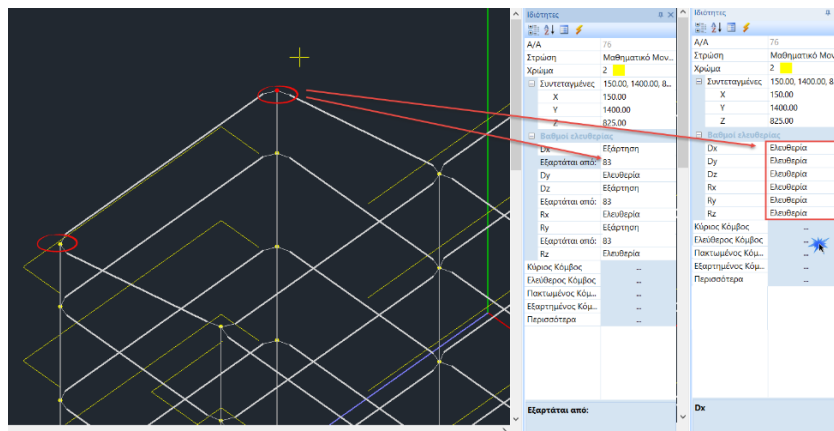 Ιδιότητες
Α/Α 76
Στρώση Μαθηματικό Μον...
Χρώμα 2
Συντεταγμένες 150.00, 1400.00, 8...
X 150.00
Y 1400.00
Z 825.00
Βαθμοί ελευθερίας
Dx Εξάρτηση
Εξαρτάται από: 83
Dy Ελευθερία
Dz Εξάρτηση
Εξαρτάται από: 83
Rx Ελευθερία
Ry Εξάρτηση
Εξαρτάται από: 83
Rz Ελευθερία
Κύριος Κόμβος ...
Ελεύθερος Κόμβος ...
Πακτωμένος Κόμ... ...
Εξαρτημένος Κόμ... ...
Περισσότερα ...
Εξαρτάται από:
Ιδιότητες
Α/Α 76
Στρώση Μαθηματικό Μον
Χρώμα 2
Συντεταγμένες 150.00, 1400.00, 8
X 150.00
Y 1400.00
Z 825.00
Βαθμοί ελευθερίας
Dx Ελευθερία
Dy Ελευθερία
Dz Ελευθερία
Rx Ελευθερία
Ry Ελευθερία
Rz Ελευθερία
Κύριος Κόμβος ...
Ελεύθερος Κόμβος ...
Πακτωμένος Κόμ... ...
Εξαρτημένος Κόμ... ...
Περισσότερα ...
Dx